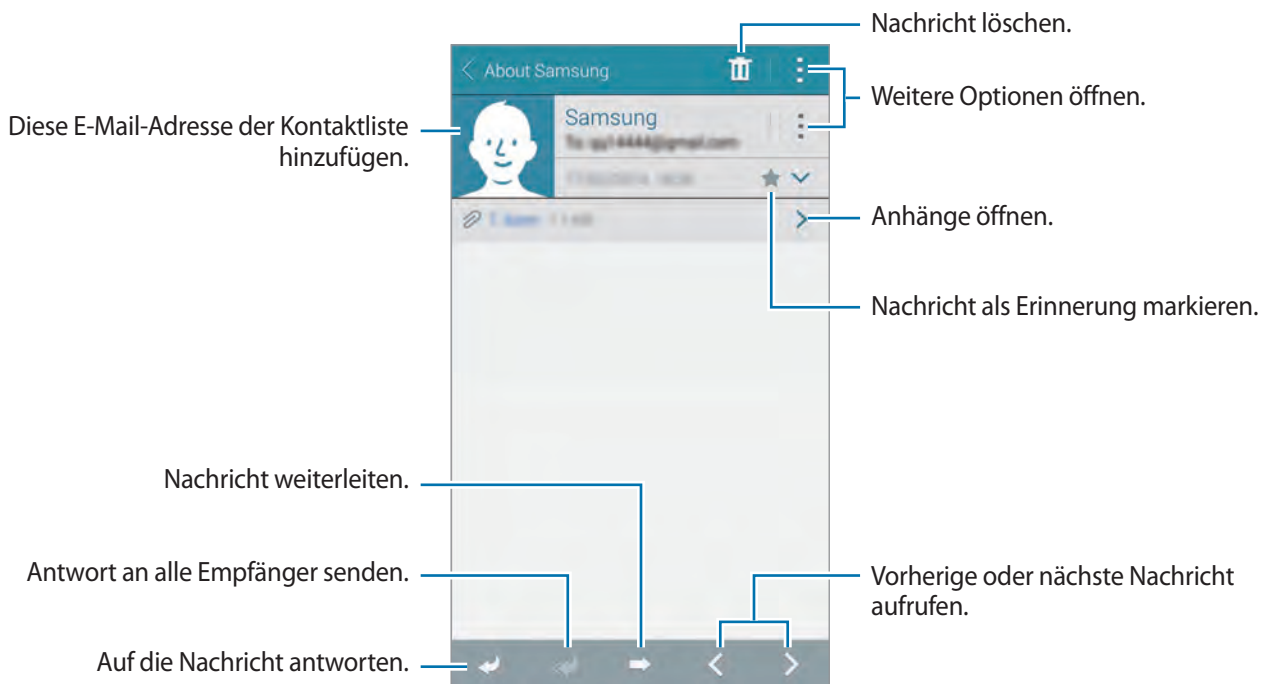 Nachricht löschen.
About Samsung
Weitere Optionen öffnen.
Diese E-Mail-Adresse der Kontaktliste
hinzufügen.
Samsung
Anhänge öffnen.
Nachricht als Erinnerung markieren.
Nachricht weiterleiten.
Antwort an alle Empfänger senden.
Vorherige oder nächste Nachricht
aufrufen.
Auf die Nachricht antworten.